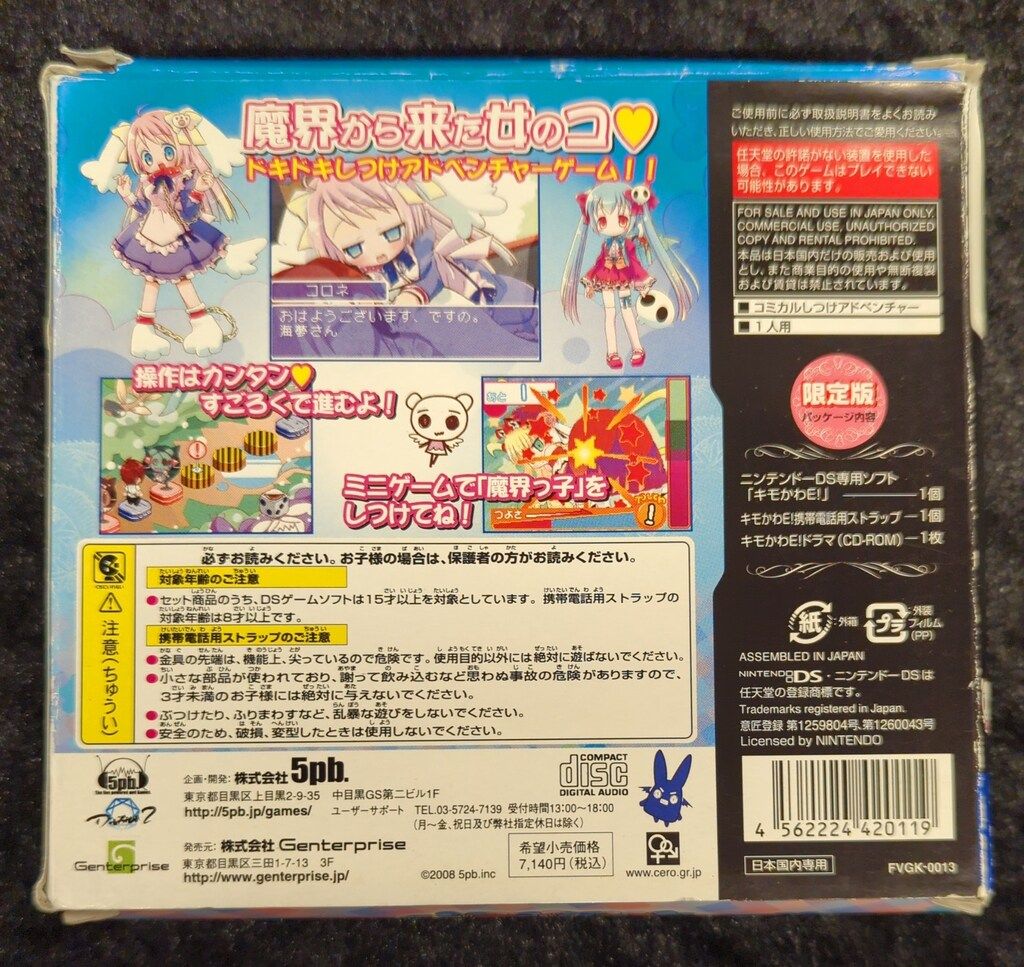 魔界から来た女のコ♥
ドキドキしつけアドベンチャーゲーム!!
コロネ
おはようございます、ですの。
海夢さん
操作はカンタン♥
すごろくで進むよ!
あと
ミニゲームで「魔界っ子」を
しつけてね!
つよさ
必ずお読みください。お子様の場合は、保護者の方がお読みください。
注意(ちゅうい)
対象年齢のご注意
●セット商品のうち、DSゲームソフトは15才以上を対象としています。携帯電話用ストラップの
対象年齢は8才以上です。
携帯電話用ストラップのご注意
●金具の先端は、機能上、尖っているので危険です。使用目的以外には絶対に遊ばないでください。
●小さな部品が使われており、誤って飲み込むなど思わぬ事故の危険がありますので、
3才未満のお子様には絶対に与えないでください。
●ぶつけたり、ふりまわすなど、乱暴な遊びをしないでください。
●安全のため、破損、変型したときは使用しないでください。
5pb.
企画・開発: 株式会社5pb.
東京都目黒区上目黒2-9-35 中目黒GS第二ビル1F
http://5pb.jp/games/ ユーザーサポート TEL.03-5724-7139 受付時間13:00~18:00
(月~金、祝日及び弊社指定休日は除く)
COMPACT
disc
DIGITAL AUDIO
Genterprise
発売元: 株式会社Genterprise
東京都目黒区三田1-7-13 3F
http://www.genterprise.jp/
©2008 5pb.inc
希望小売価格
7,140円(税込)
www.cero.gr.jp
ご使用前に必ず取扱説明書をよくお読み
いただき、正しい使用方法でご愛用ください。
任天堂の許諾がない装置を使用した
場合、このゲームはプレイできない
可能性があります。
FOR SALE AND USE IN JAPAN ONLY.
COMMERCIAL USE, UNAUTHORIZED
COPY AND RENTAL PROHIBITED.
本品は日本国内だけの販売および使用
とし、また商業目的の使用や無断複製
および賃貸は禁止されています。
■コミカルしつけアドベンチャー
■1人用
限定版
パッケージ内容
ニンテンドーDS専用ソフト
「キモかわE!」 1個
キモかわE!携帯電話用ストラップ 1個
キモかわE!ドラマ(CD-ROM) 1枚
紙 :外箱
プラ :外装
フィルム
(PP)
ASSEMBLED IN JAPAN
NINTENDO DS・ニンテンドーDSは
任天堂の登録商標です。
Trademarks registered in Japan.
意匠登録 第1259804号、第1260043号
Licensed by NINTENDO
4 562224 420119
日本国内専用
FVGK-0013